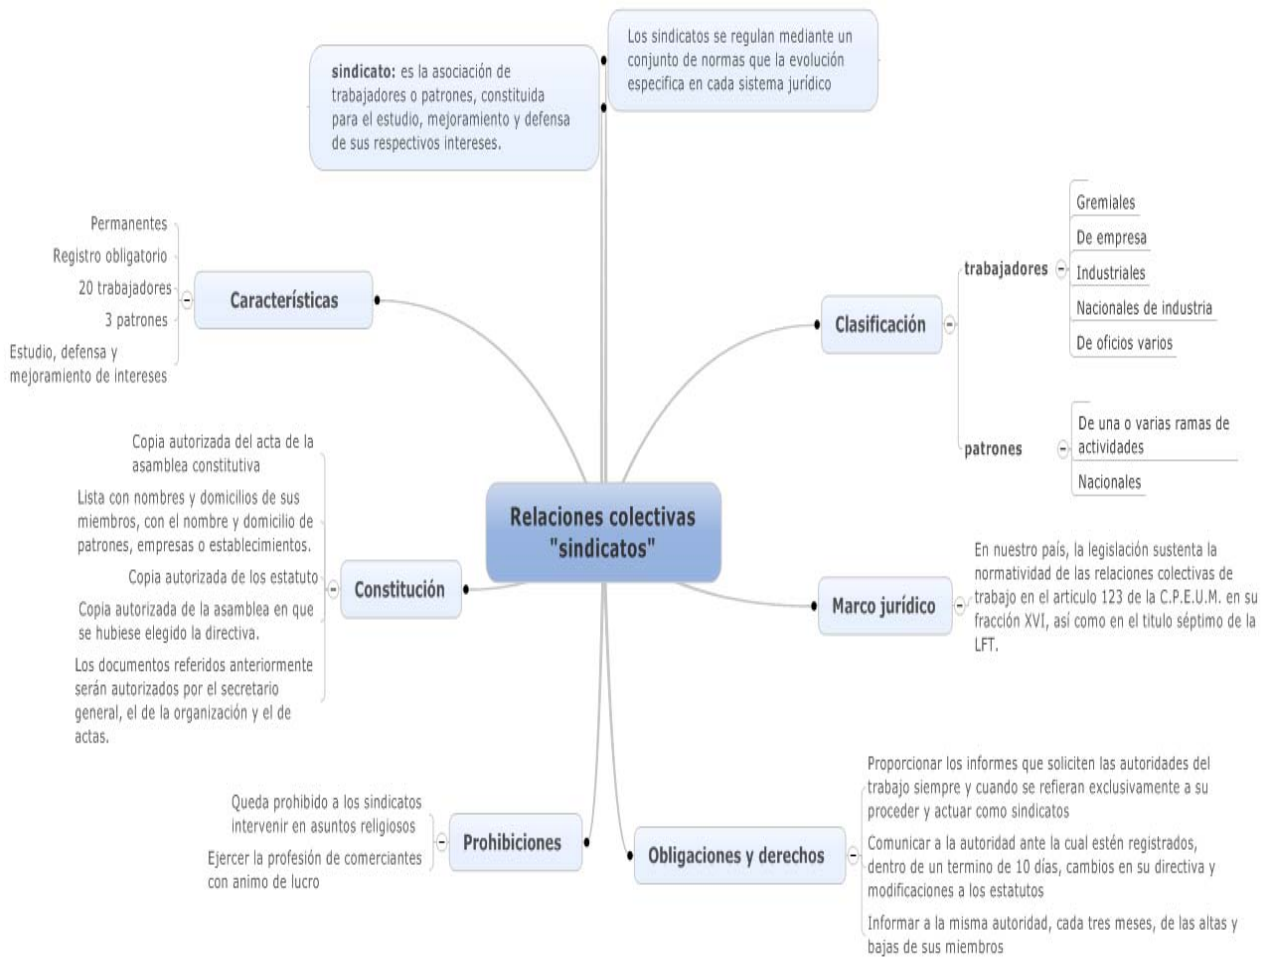 Los sindicatos se regulan mediante un
conjunto de normas que la evolución
especifica en cada sistema jurídico
sindicato: es la asociación de
trabajadores o patrones, constituida
para el estudio, mejoramiento y defensa
de sus respectivos intereses.
Permanentes
Registro obligatorio
20 trabajadores
3 patrones
Estudio, defensa y
mejoramiento de intereses
Características
Clasificación
trabajadores
Gremiales
De empresa
Industriales
Nacionales de industria
De oficios varios
patrones
De una o varias ramas de
actividades
Nacionales
Relaciones colectivas
"sindicatos"
Copia autorizada del acta de la
asamblea constitutiva
Lista con nombres y domicilios de sus
miembros, con el nombre y domicilio de
patrones, empresas o establecimientos.
Copia autorizada de los estatuto
Copia autorizada de la asamblea en que
se hubiese elegido la directiva.
Los documentos referidos anteriormente
serán autorizados por el secretario
general, el de la organización y el de
actas.
Constitución
Marco jurídico
En nuestro país, la legislación sustenta la
normatividad de las relaciones colectivas de
trabajo en el articulo 123 de la C.P.E.U.M. en su
fracción XVI, así como en el titulo séptimo de la
LFT.
Queda prohibido a los sindicatos
intervenir en asuntos religiosos
Ejercer la profesión de comerciantes
con animo de lucro
Prohibiciones
Obligaciones y derechos
Proporcionar los informes que soliciten las autoridades del
trabajo siempre y cuando se refieran exclusivamente a su
proceder y actuar como sindicatos
Comunicar a la autoridad ante la cual estén registrados,
dentro de un termino de 10 días, cambios en su directiva y
modificaciones a los estatutos
Informar a la misma autoridad, cada tres meses, de las altas y
bajas de sus miembros